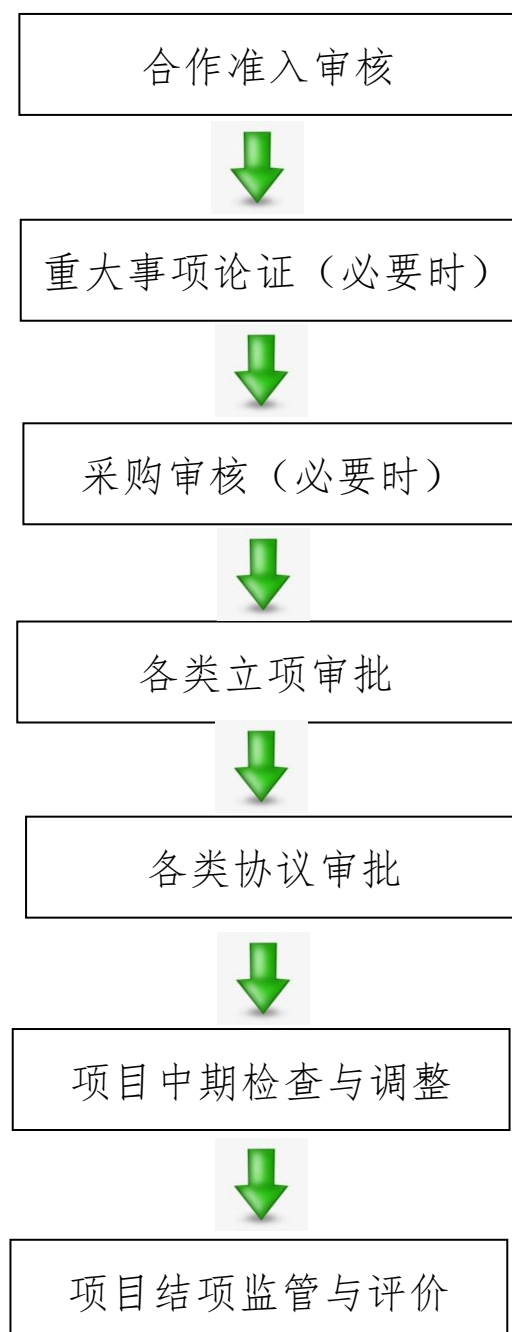 合作准入审核
重大事项论证（必要时）
采购审核（必要时）
各类立项审批
各类协议审批
项目中期检查与调整
项目结项监管与评价